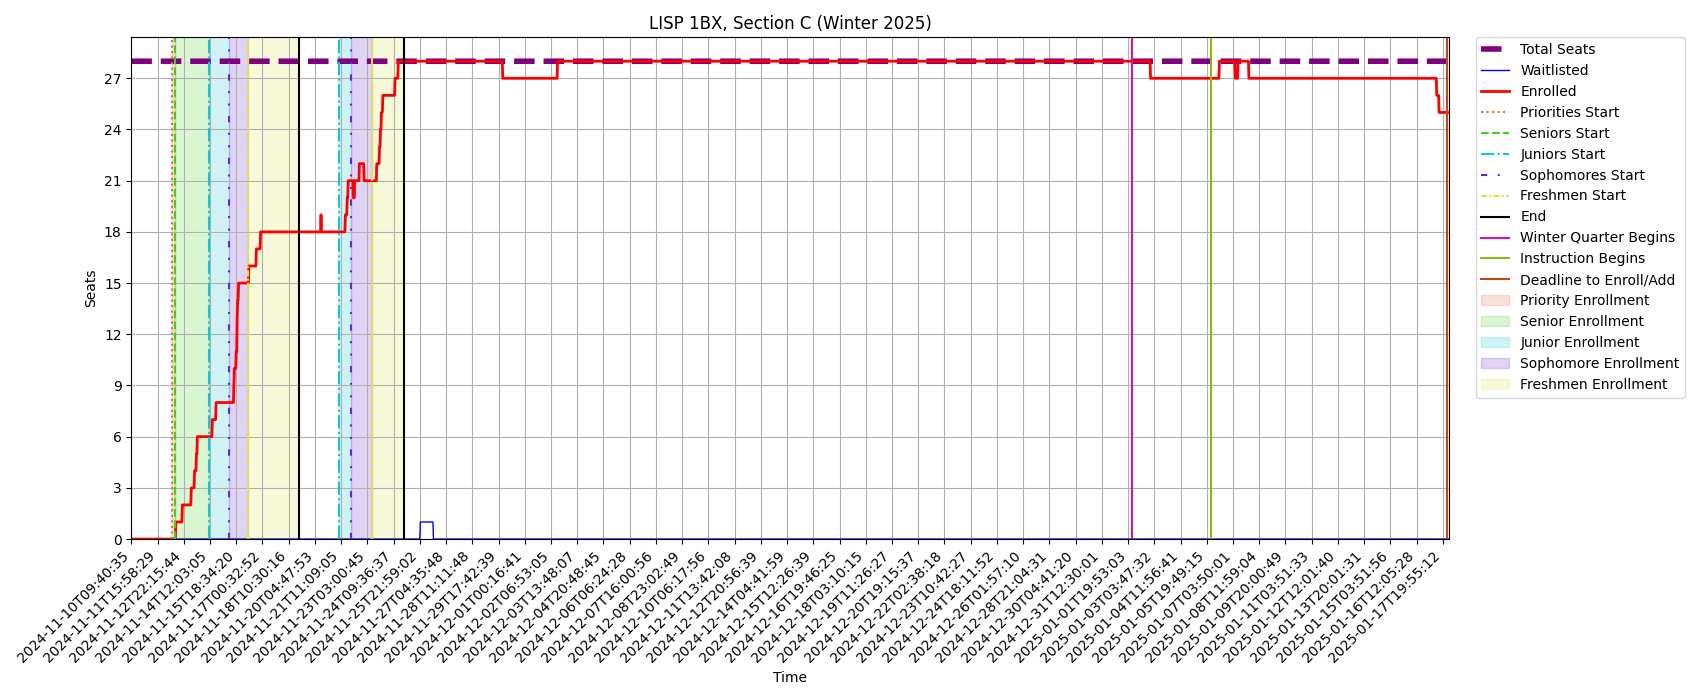 LISP 1BX, Section C (Winter 2025)
Seats
27
24
21
18
15
12
9
6
3
0
2024-11-10T09:40:35
2024-11-11T15:58:29
2024-11-12T22:15:44
2024-11-14T12:03:05
2024-11-15T18:34:20
2024-11-17T00:32:52
2024-11-18T10:30:16
2024-11-20T04:47:53
2024-11-21T11:09:05
2024-11-23T03:00:45
2024-11-24T09:36:37
2024-11-25T21:59:02
2024-11-27T04:35:48
2024-11-28T11:11:48
2024-11-29T17:42:39
2024-12-01T00:16:41
2024-12-02T06:53:05
2024-12-03T13:48:07
2024-12-04T20:48:45
2024-12-06T06:24:28
2024-12-07T16:00:56
2024-12-08T23:02:49
2024-12-10T06:17:56
2024-12-11T13:42:08
2024-12-12T20:56:39
2024-12-14T04:41:59
2024-12-15T12:26:39
2024-12-16T19:46:25
2024-12-18T03:10:15
2024-12-19T11:26:27
2024-12-20T19:15:37
2024-12-22T02:38:18
2024-12-23T10:42:27
2024-12-24T18:11:52
2024-12-26T01:57:10
2024-12-28T21:04:31
2024-12-30T04:41:20
2024-12-31T12:30:01
2025-01-01T19:53:03
2025-01-03T03:47:32
2025-01-04T11:56:41
2025-01-05T19:49:15
2025-01-07T03:50:01
2025-01-08T11:59:04
2025-01-09T20:00:49
2025-01-11T03:51:33
2025-01-12T12:01:40
2025-01-13T20:01:31
2025-01-15T03:51:56
2025-01-16T12:05:28
2025-01-17T19:55:12
Time
Total Seats
Waitlisted
Enrolled
Priorities Start
Seniors Start
Juniors Start
Sophomores Start
Freshmen Start
End
Winter Quarter Begins
Instruction Begins
Deadline to Enroll/Add
Priority Enrollment
Senior Enrollment
Junior Enrollment
Sophomore Enrollment
Freshmen Enrollment